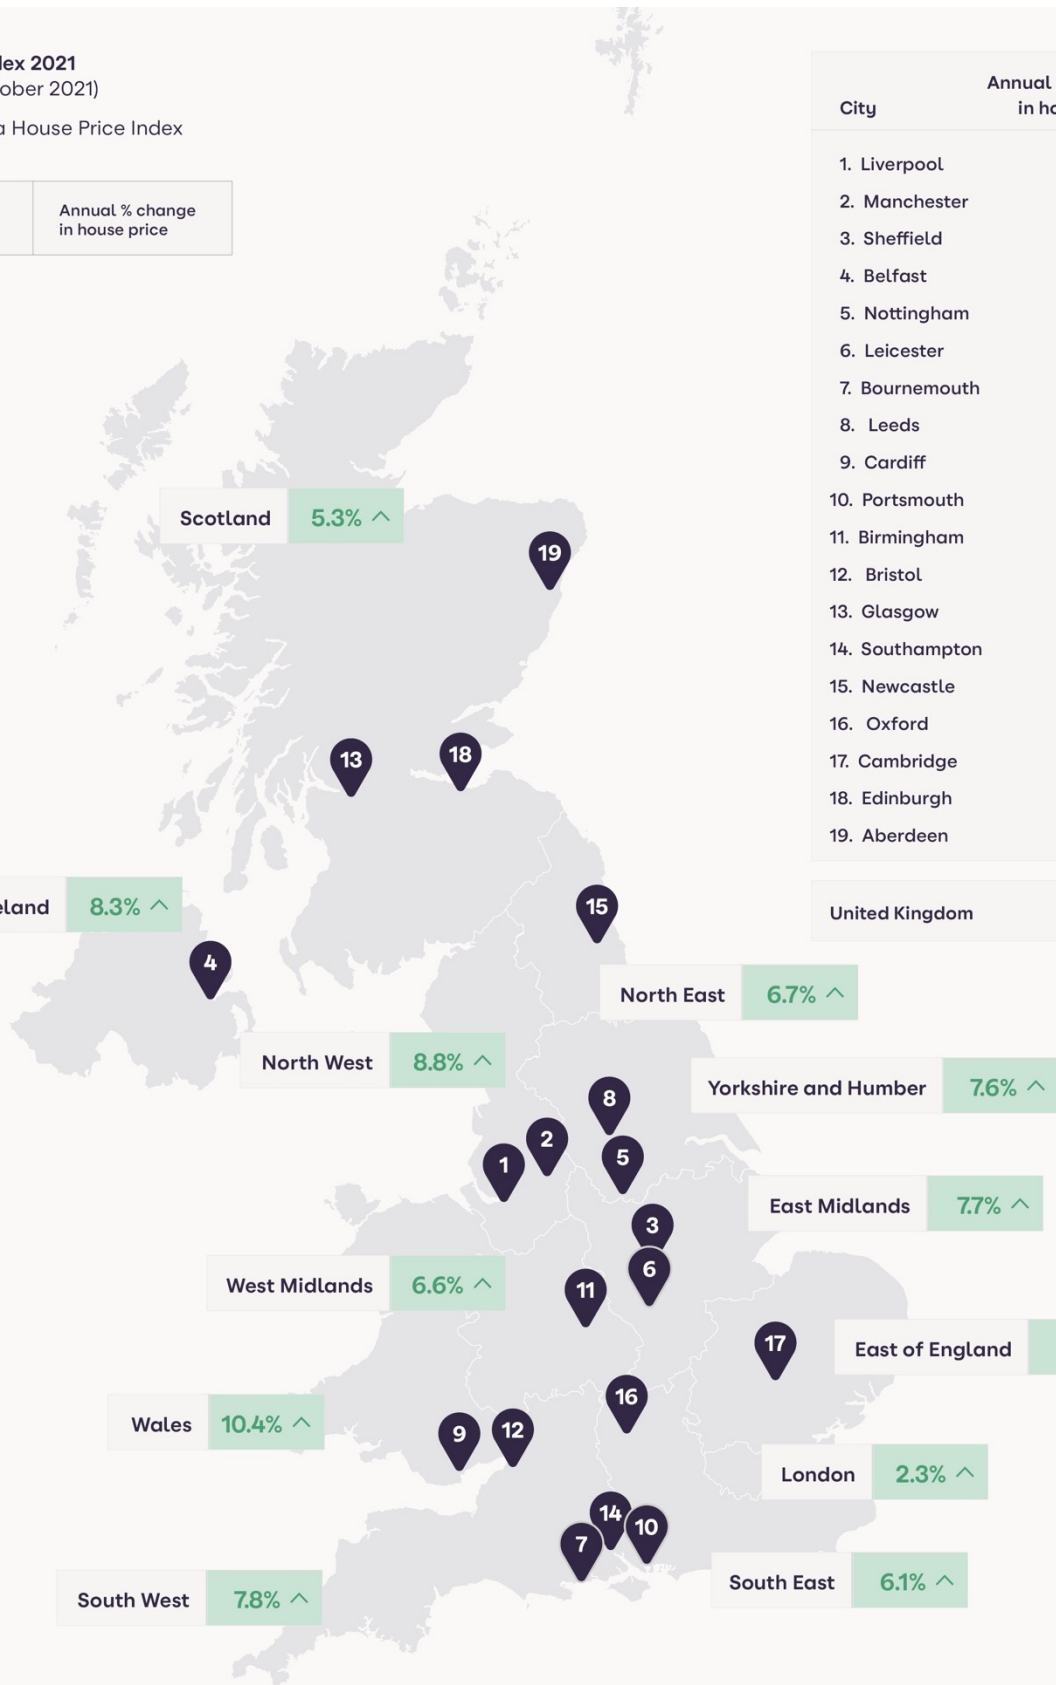 dex 2021
ober 2021)
a House Price Index
Annual % change
in house price
City
Annual
in ho
1. Liverpool
2. Manchester
3. Sheffield
4. Belfast
5. Nottingham
6. Leicester
7. Bournemouth
8. Leeds
9. Cardiff
10. Portsmouth
11. Birmingham
12. Bristol
13. Glasgow
14. Southampton
15. Newcastle
16. Oxford
17. Cambridge
18. Edinburgh
19. Aberdeen
United Kingdom
Scotland 5.3%
19
13
18
eland 8.3%
15
4
North East 6.7%
North West 8.8%
Yorkshire and Humber 7.6%
8
2
1
5
East Midlands 7.7%
3
6
West Midlands 6.6%
11
17
East of England
16
Wales 10.4%
9
12
London 2.3%
14
10
7
South East 6.1%
South West 7.8%